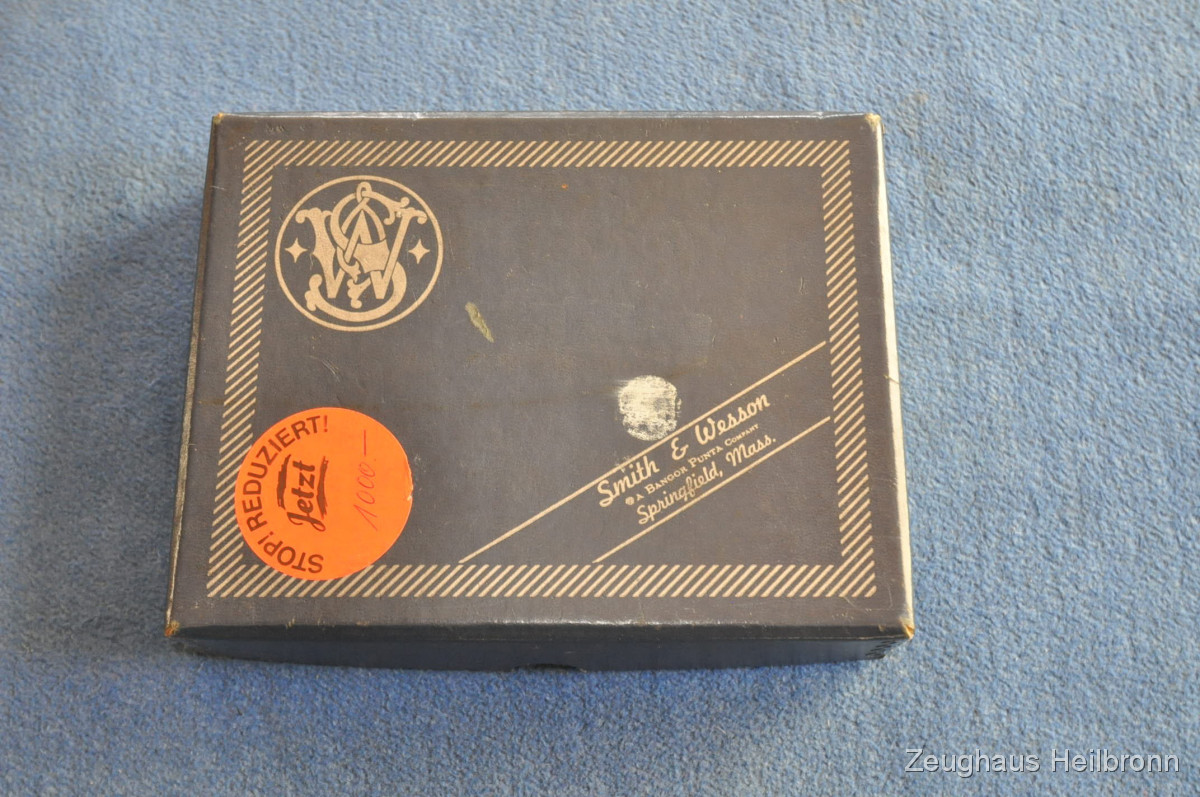 S&W
STOP! REDUZIERT!
Jetzt
1000.-
Smith & Wesson
® A BANGOR PUNTA COMPANY
Springfield, Mass.
Zeughaus Heilbronn